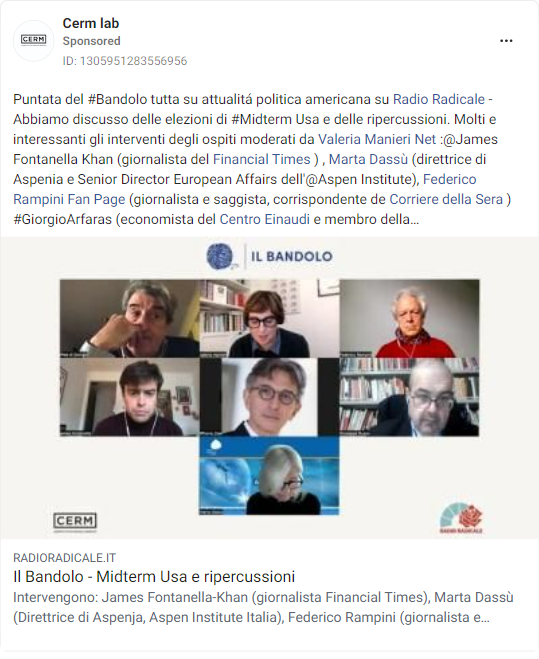 Cerm lab
CERM
Sponsored
ID: 1305951283556956
Puntata del #Bandolo tutta su attualitá politica americana su Radio Radicale -
Abbiamo discusso delle elezioni di #Midterm Usa e delle ripercussioni. Molti e
interessanti gli interventi degli ospiti moderati da Valeria Manieri Net :@James
Fontanella Khan (giornalista del Financial Times ) , Marta Dassù (direttrice di
Aspenia e Senior Director European Affairs dell'@Aspen Institute), Federico
Rampini Fan Page (giornalista e saggista, corrispondente de Corriere della Sera )
#GiorgioArfaras (economista del Centro Einaudi e membro della…
IL BANDOLO
CERM
RADIO RADICALE
RADIORADICALE.IT
Il Bandolo - Midterm Usa e ripercussioni
Intervengono: James Fontanella-Khan (giornalista Financial Times), Marta Dassù
(Direttrice di Aspenja, Aspen Institute Italia), Federico Rampini (giornalista e…